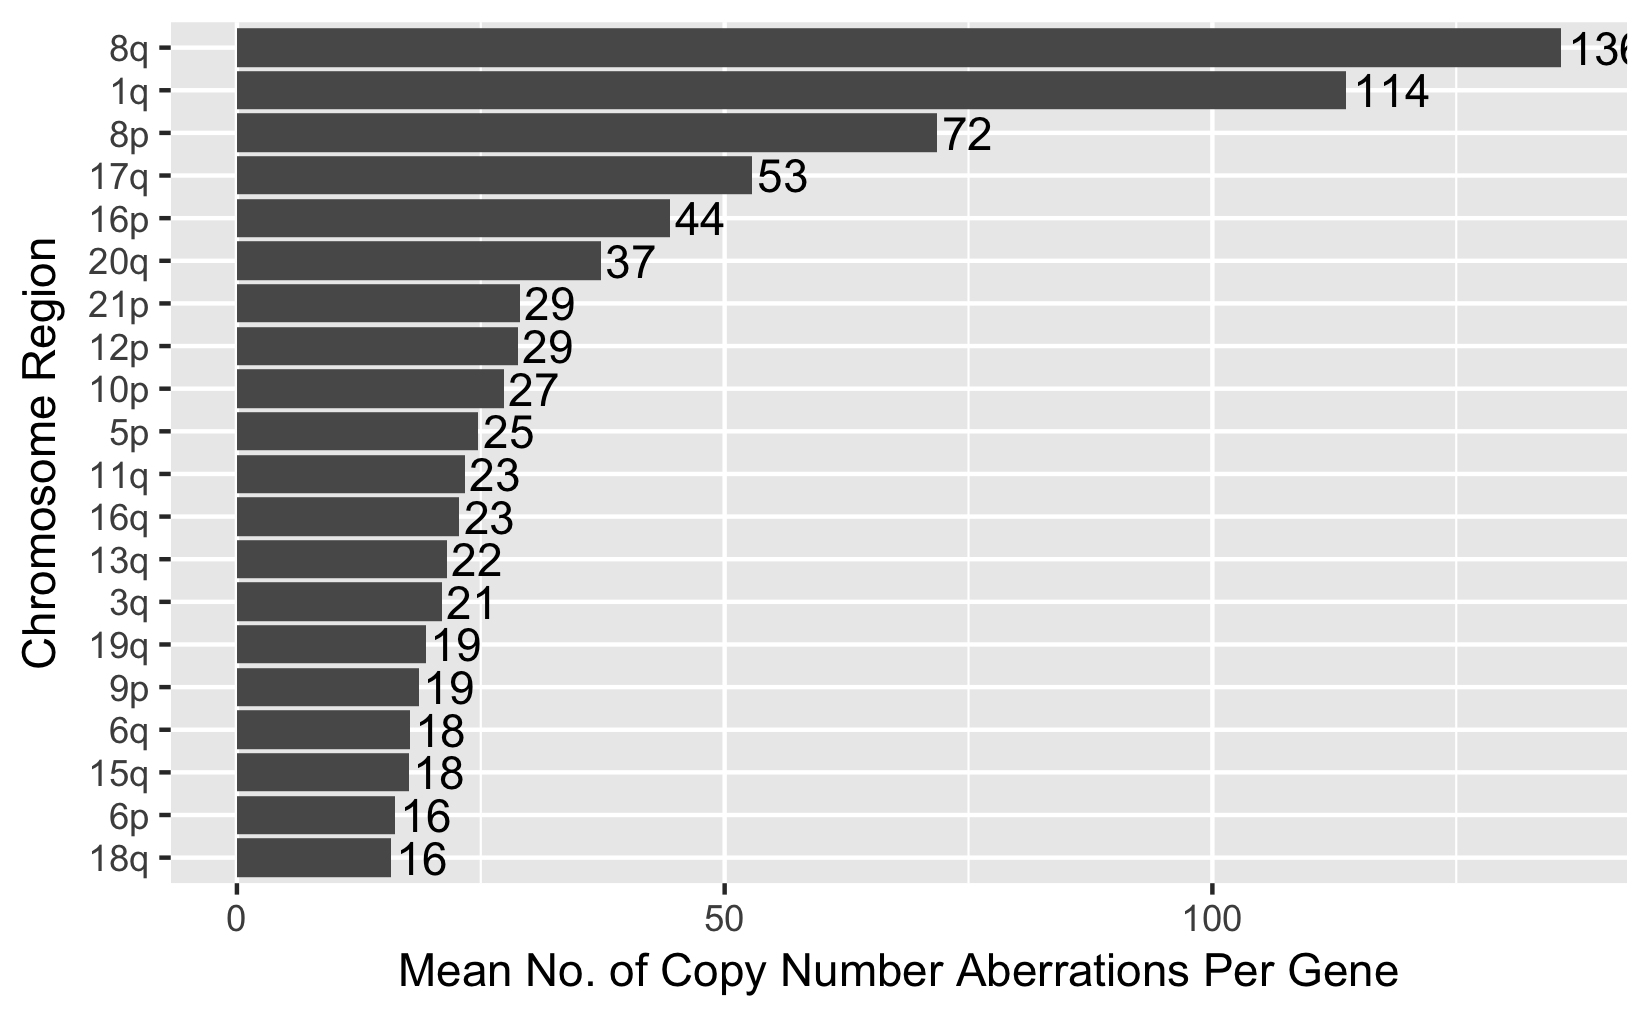 8q 136
1q 114
8p 72
17q 53
16p 44
20q 37
21p 29
12p 29
10p 27
5p 25
11q 23
16q 23
13q 22
3q 21
19q 19
9p 19
6q 18
15q 18
6p 16
18q 16
Chromosome Region
0 50 100
Mean No. of Copy Number Aberrations Per Gene